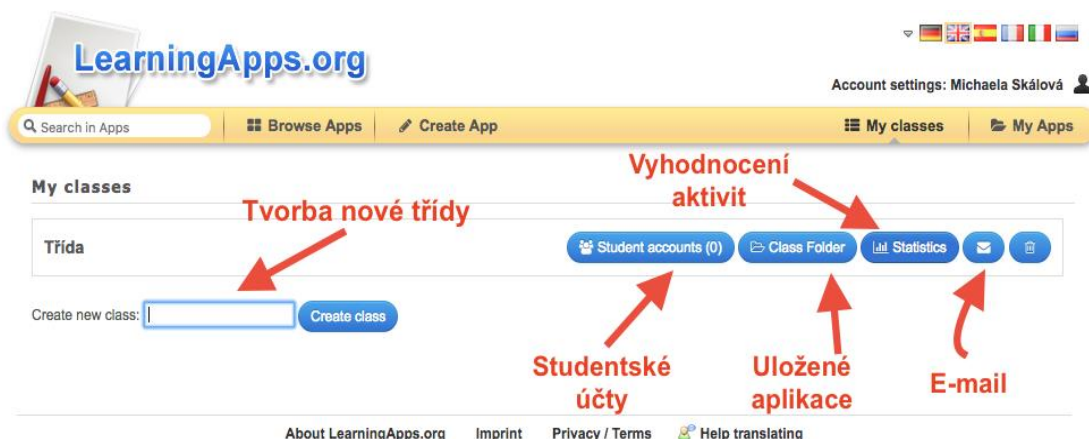 LearningApps.org
Account settings: Michaela Skálová
Search in Apps
Browse Apps
Create App
My classes
My Apps
My classes
Vyhodnocení
aktivit
Tvorba nové třídy
Třída
Student accounts (0)
Class Folder
Statistics
Create new class:
Create class
Studentské
účty
Uložené
aplikace
E-mail
About LearningApps.org
Imprint
Privacy / Terms
Help translating